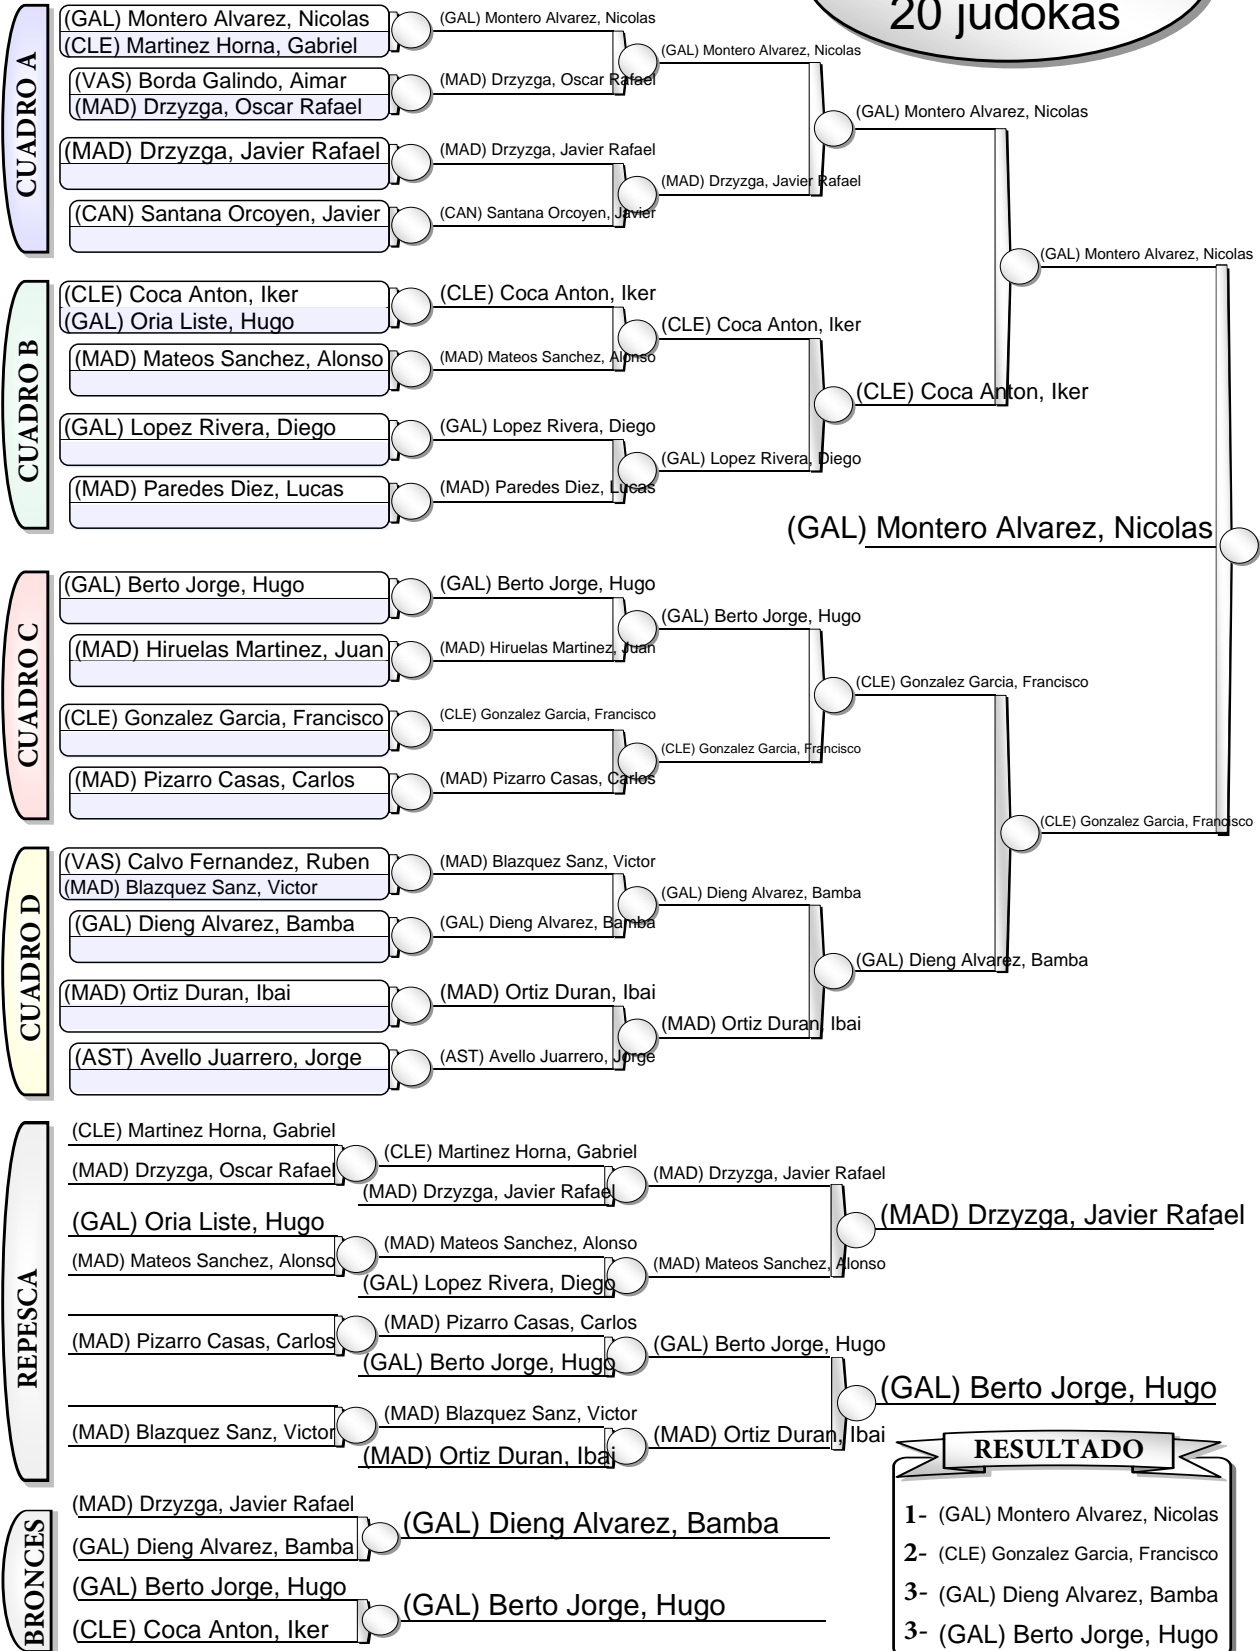 20 judokas
CUADRO A
(GAL) Montero Alvarez, Nicolas
(CLE) Martinez Horna, Gabriel
(VAS) Borda Galindo, Aimar
(MAD) Drzyzga, Oscar Rafael
(MAD) Drzyzga, Javier Rafael
(CAN) Santana Orcoyen, Javier
(GAL) Montero Alvarez, Nicolas
(MAD) Drzyzga, Oscar Rafael
(MAD) Drzyzga, Javier Rafael
(CAN) Santana Orcoyen, Javier
(GAL) Montero Alvarez, Nicolas
(MAD) Drzyzga, Javier Rafael
(GAL) Montero Alvarez, Nicolas
CUADRO B
(CLE) Coca Anton, Iker
(GAL) Oria Liste, Hugo
(MAD) Mateos Sanchez, Alonso
(GAL) Lopez Rivera, Diego
(MAD) Paredes Diez, Lucas
(CLE) Coca Anton, Iker
(MAD) Mateos Sanchez, Alonso
(GAL) Lopez Rivera, Diego
(MAD) Paredes Diez, Lucas
(CLE) Coca Anton, Iker
(GAL) Lopez Rivera, Diego
(CLE) Coca Anton, Iker
(GAL) Montero Alvarez, Nicolas
(GAL) Montero Alvarez, Nicolas
CUADRO C
(GAL) Berto Jorge, Hugo
(MAD) Hiruelas Martinez, Juan
(CLE) Gonzalez Garcia, Francisco
(MAD) Pizarro Casas, Carlos
(GAL) Berto Jorge, Hugo
(MAD) Hiruelas Martinez, Juan
(CLE) Gonzalez Garcia, Francisco
(MAD) Pizarro Casas, Carlos
(GAL) Berto Jorge, Hugo
(CLE) Gonzalez Garcia, Francisco
(CLE) Gonzalez Garcia, Francisco
CUADRO D
(VAS) Calvo Fernandez, Ruben
(MAD) Blazquez Sanz, Victor
(GAL) Dieng Alvarez, Bamba
(MAD) Ortiz Duran, Ibai
(AST) Avello Juarrero, Jorge
(MAD) Blazquez Sanz, Victor
(GAL) Dieng Alvarez, Bamba
(MAD) Ortiz Duran, Ibai
(AST) Avello Juarrero, Jorge
(GAL) Dieng Alvarez, Bamba
(MAD) Ortiz Duran, Ibai
(GAL) Dieng Alvarez, Bamba
(CLE) Gonzalez Garcia, Francisco
REPESCA
(CLE) Martinez Horna, Gabriel
(MAD) Drzyzga, Oscar Rafael
(GAL) Oria Liste, Hugo
(MAD) Mateos Sanchez, Alonso
(MAD) Pizarro Casas, Carlos
(MAD) Blazquez Sanz, Victor
(CLE) Martinez Horna, Gabriel
(MAD) Drzyzga, Javier Rafael
(MAD) Mateos Sanchez, Alonso
(GAL) Lopez Rivera, Diego
(MAD) Pizarro Casas, Carlos
(GAL) Berto Jorge, Hugo
(MAD) Blazquez Sanz, Victor
(MAD) Ortiz Duran, Ibai
(MAD) Drzyzga, Javier Rafael
(MAD) Mateos Sanchez, Alonso
(GAL) Berto Jorge, Hugo
(MAD) Ortiz Duran, Ibai
(MAD) Drzyzga, Javier Rafael
(GAL) Berto Jorge, Hugo
BRONCES
(MAD) Drzyzga, Javier Rafael
(GAL) Dieng Alvarez, Bamba
(GAL) Berto Jorge, Hugo
(CLE) Coca Anton, Iker
(GAL) Dieng Alvarez, Bamba
(GAL) Berto Jorge, Hugo
RESULTADO
1- (GAL) Montero Alvarez, Nicolas
2- (CLE) Gonzalez Garcia, Francisco
3- (GAL) Dieng Alvarez, Bamba
3- (GAL) Berto Jorge, Hugo